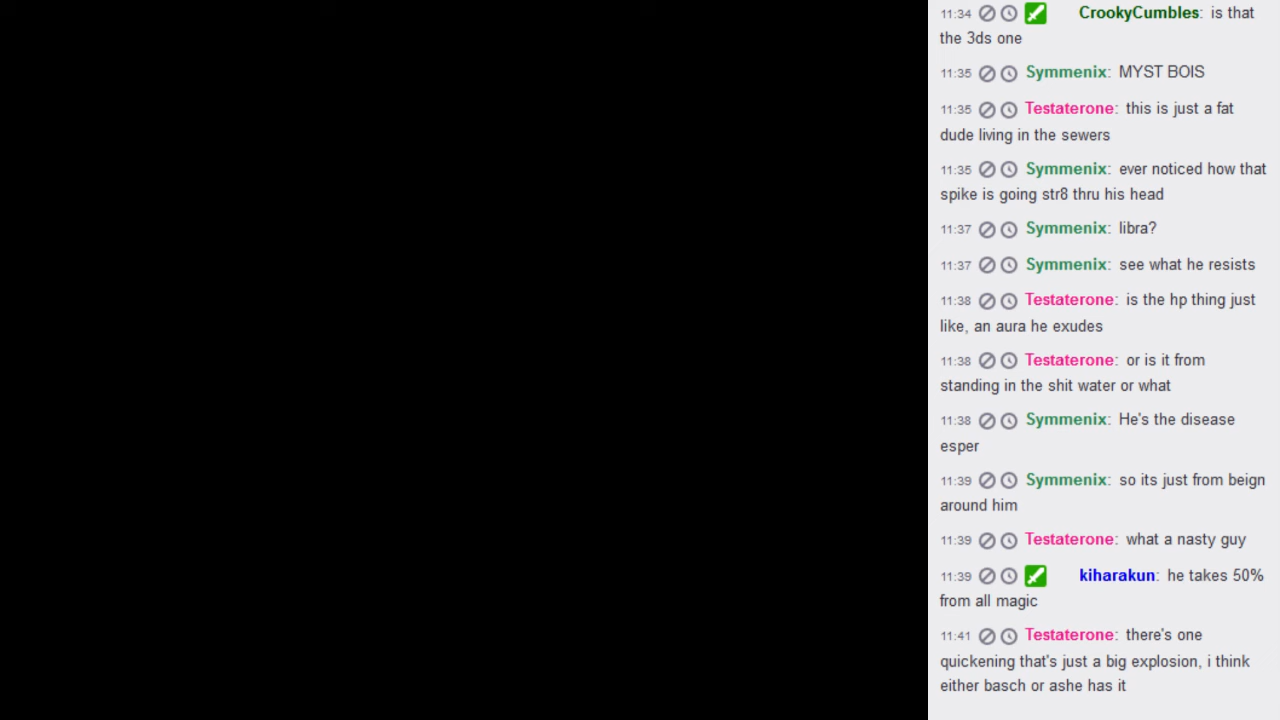 11:34 CrookyCumbles: is that
the 3ds one
11:35 Symmenix: MYST BOIS
11:35 Testaterone: this is just a fat
dude living in the sewers
11:35 Symmenix: ever noticed how that
spike is going str8 thru his head
11:37 Symmenix: libra?
11:37 Symmenix: see what he resists
11:38 Testaterone: is the hp thing just
like, an aura he exudes
11:38 Testaterone: or is it from
standing in the shit water or what
11:38 Symmenix: He's the disease
esper
11:39 Symmenix: so its just from beign
around him
11:39 Testaterone: what a nasty guy
11:39 kiharakun: he takes 50%
from all magic
11:41 Testaterone: there's one
quickening that's just a big explosion, i think
either basch or ashe has it